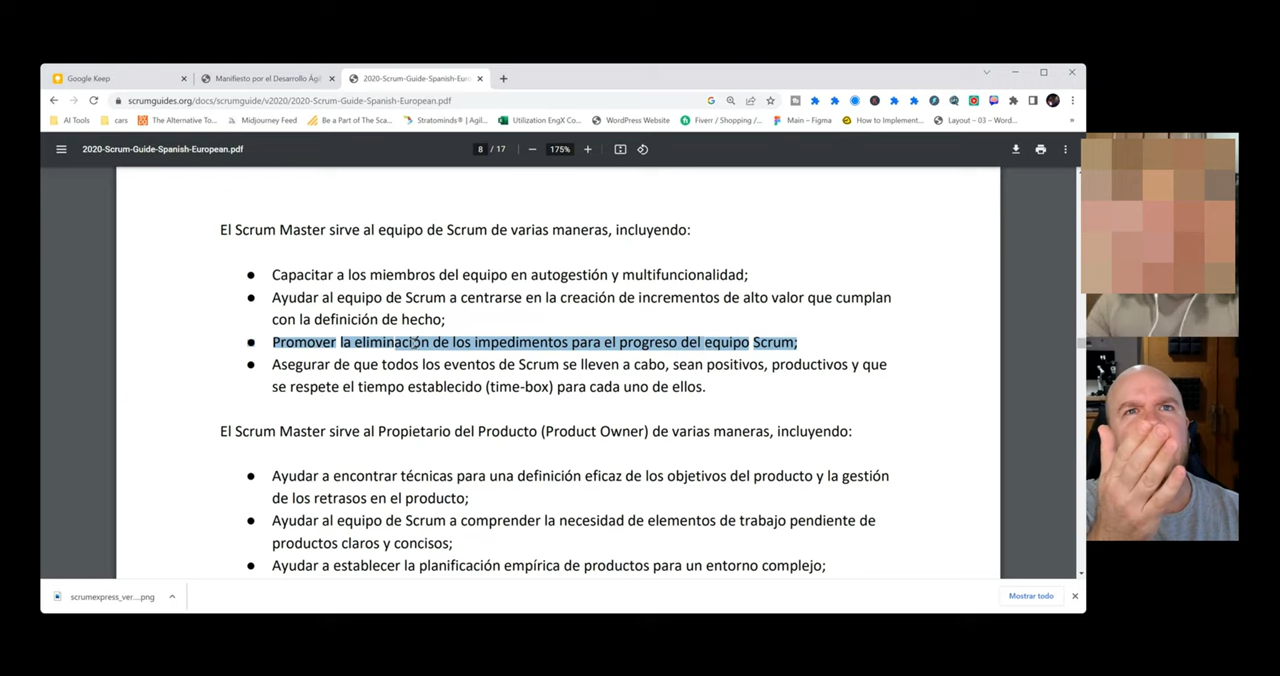 Google Keep
Manifiesto por el Desarrollo Ági
2020-Scrum-Guide-Spanish-Eur
scrumguides.org/docs/scrumguide/v2020/2020-Scrum-Guide-Spanish-European.pdf
AI Tools
cars
The Alternative To...
Midjourney Feed
Be a Part of The Sca...
Stratominds® | Agil...
Utilization EngX Co...
WordPress Website
Fiverr / Shopping /...
Main – Figma
How to Implement...
Layout – 03 – Word...
2020-Scrum-Guide-Spanish-European.pdf
8 / 17
175%
El Scrum Master sirve al equipo de Scrum de varias maneras, incluyendo:
● Capacitar a los miembros del equipo en autogestión y multifuncionalidad;
● Ayudar al equipo de Scrum a centrarse en la creación de incrementos de alto valor que cumplan
con la definición de hecho;
● Promover la eliminación de los impedimentos para el progreso del equipo Scrum;
● Asegurar de que todos los eventos de Scrum se lleven a cabo, sean positivos, productivos y que
se respete el tiempo establecido (time-box) para cada uno de ellos.
El Scrum Master sirve al Propietario del Producto (Product Owner) de varias maneras, incluyendo:
● Ayudar a encontrar técnicas para una definición eficaz de los objetivos del producto y la gestión
de los retrasos en el producto;
● Ayudar al equipo de Scrum a comprender la necesidad de elementos de trabajo pendiente de
productos claros y concisos;
● Ayudar a establecer la planificación empírica de productos para un entorno complejo;
scrumexpress_ver....png
Mostrar todo